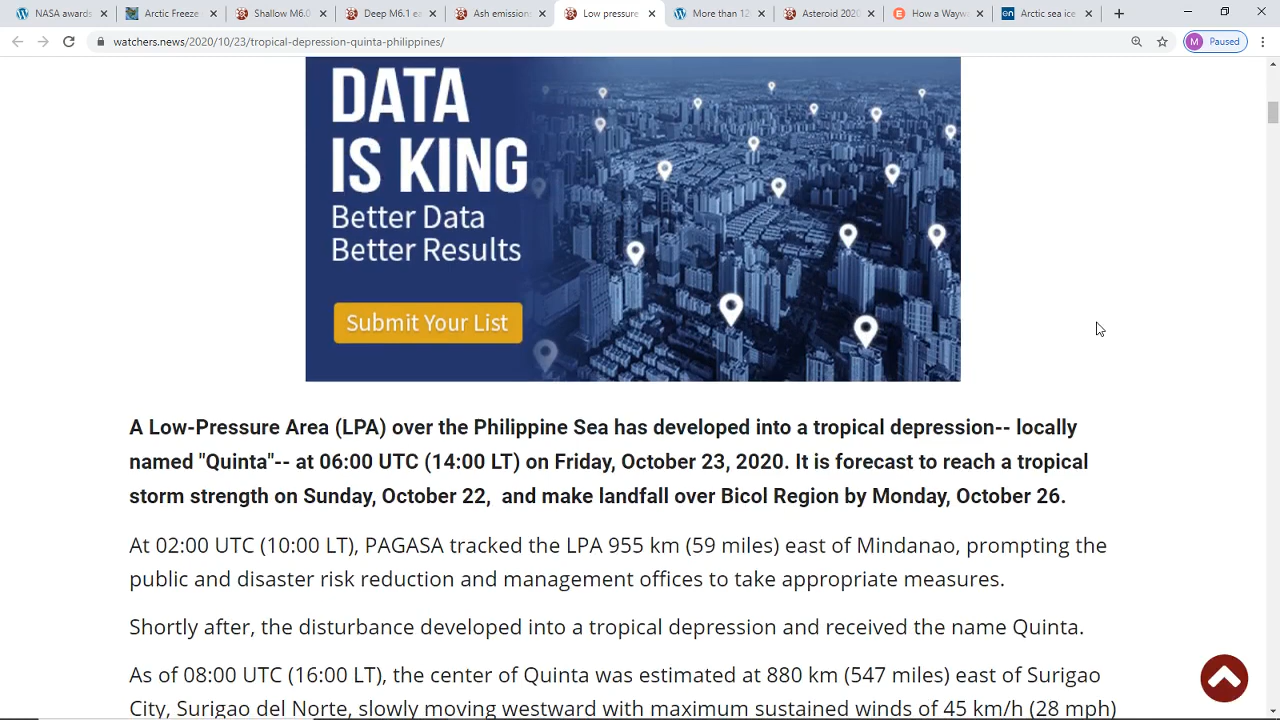 NASA awards
Arctic Freeze
Shallow M6.0
Deep M6.1 ea
Ash emissions
Low pressure
More than 12
Asteroid 2020
How a Wayw
Arctic sea ice
watchers.news/2020/10/23/tropical-depression-quinta-philippines/
M Paused
DATA
IS KING
Better Data
Better Results
Submit Your List
A Low-Pressure Area (LPA) over the Philippine Sea has developed into a tropical depression-- locally
named "Quinta"-- at 06:00 UTC (14:00 LT) on Friday, October 23, 2020. It is forecast to reach a tropical
storm strength on Sunday, October 22,  and make landfall over Bicol Region by Monday, October 26.
At 02:00 UTC (10:00 LT), PAGASA tracked the LPA 955 km (59 miles) east of Mindanao, prompting the
public and disaster risk reduction and management offices to take appropriate measures.
Shortly after, the disturbance developed into a tropical depression and received the name Quinta.
As of 08:00 UTC (16:00 LT), the center of Quinta was estimated at 880 km (547 miles) east of Surigao
City, Surigao del Norte, slowly moving westward with maximum sustained winds of 45 km/h (28 mph)